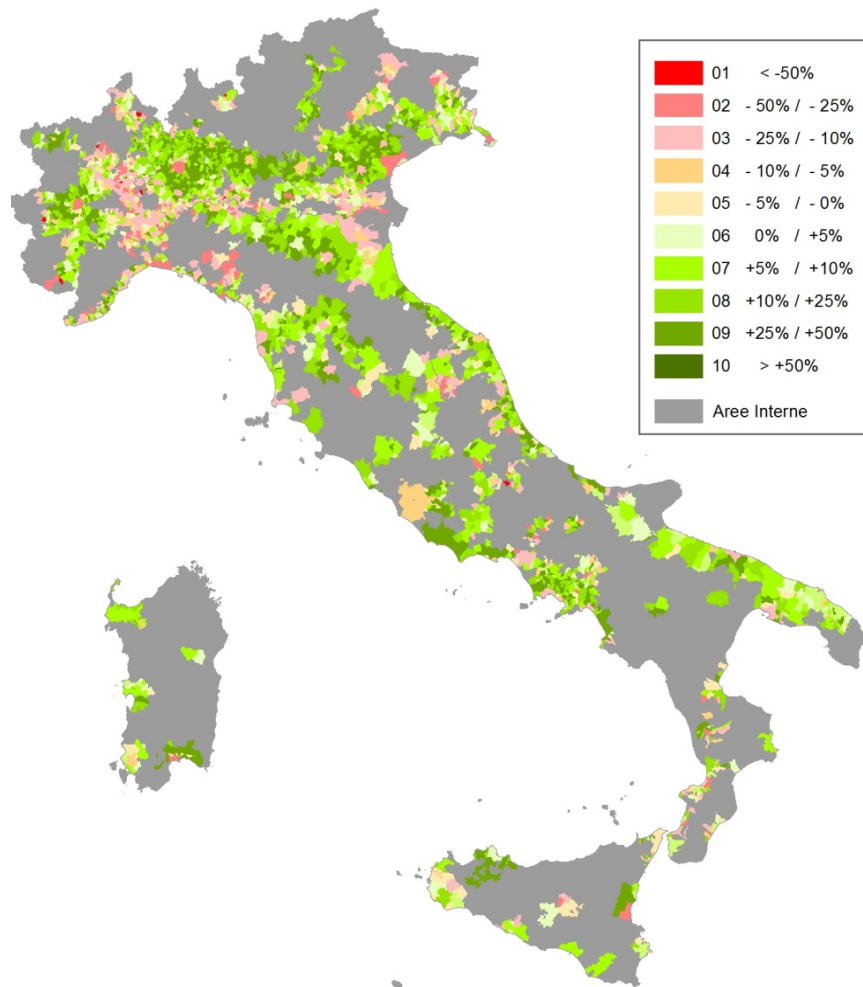 01 < -50%
02 - 50% / - 25%
03 - 25% / - 10%
04 - 10% / - 5%
05 - 5% / - 0%
06 0% / +5%
07 +5% / +10%
08 +10% / +25%
09 +25% / +50%
10 > +50%
Aree Interne